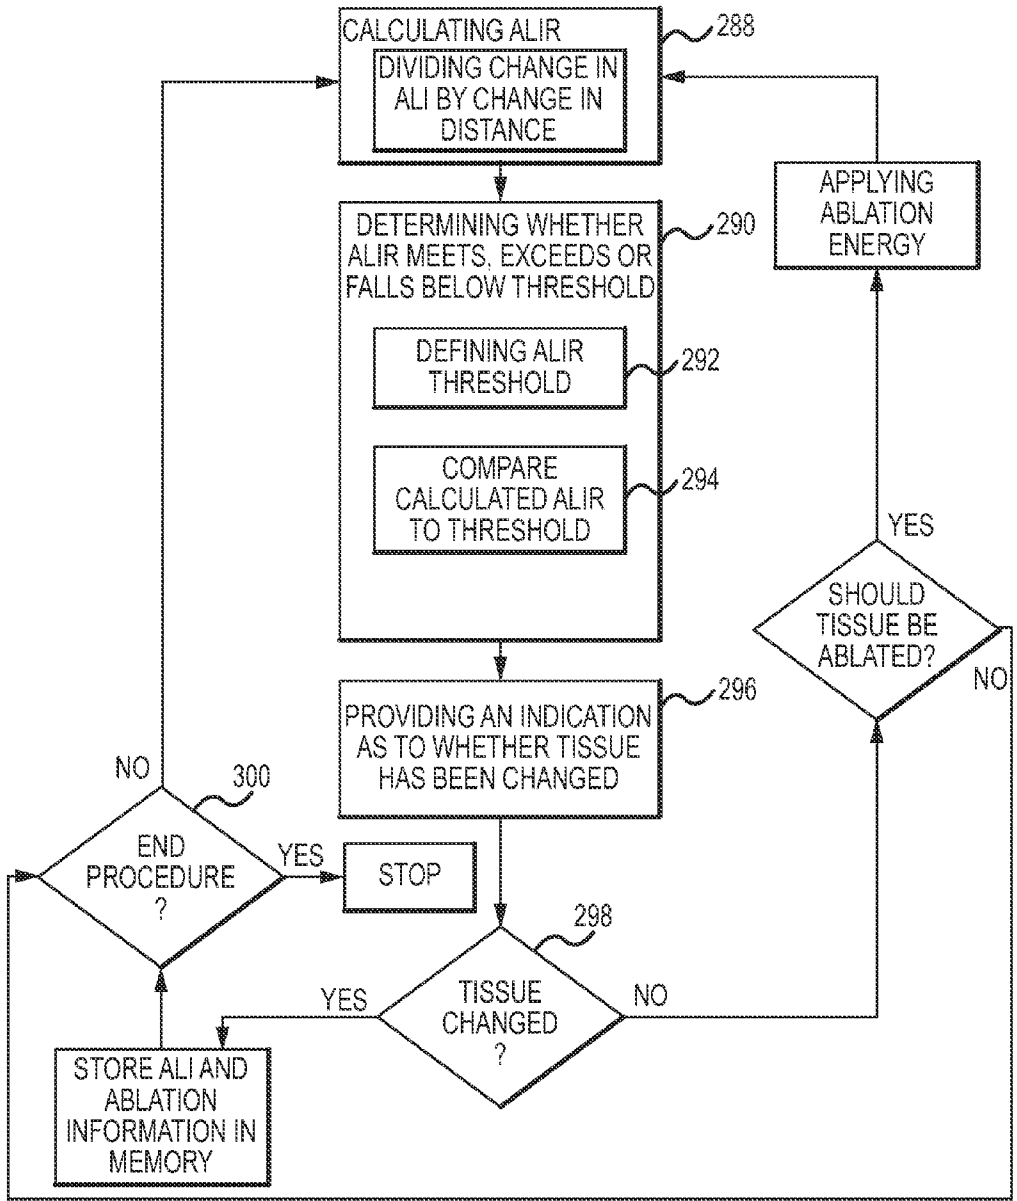 CALCULATING ALIR
288
DIVIDING CHANGE IN
ALI BY CHANGE IN
DISTANCE
APPLYING
ABLATION
ENERGY
DETERMINING WHETHER
ALIR MEETS, EXCEEDS OR
FALLS BELOW THRESHOLD
290
DEFINING ALIR
THRESHOLD
292
COMPARE
CALCULATED ALIR
TO THRESHOLD
294
YES
SHOULD
TISSUE BE
ABLATED?
NO
PROVIDING AN INDICATION
AS TO WHETHER TISSUE
HAS BEEN CHANGED
296
NO
300
END
PROCEDURE
?
YES
STOP
298
TISSUE
CHANGED
?
YES
NO
STORE ALI AND
ABLATION
INFORMATION IN
MEMORY